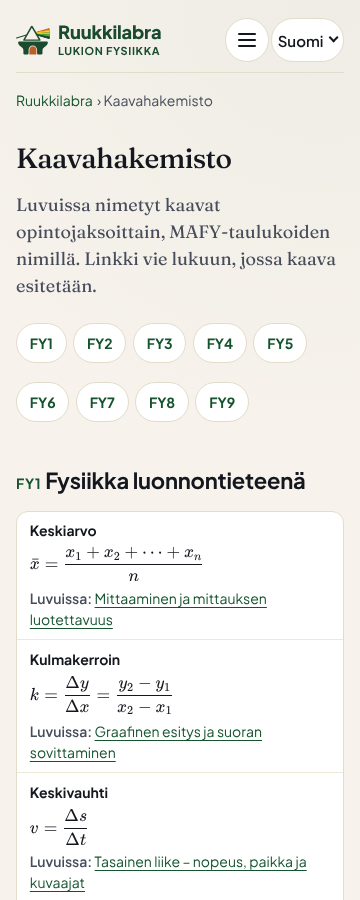 Ruukkilabra
LUKION FYSIIKKA
Suomi
Ruukkilabra › Kaavahakemisto
Kaavahakemisto
Luvuissa nimetyt kaavat
opintojaksoittain, MAFY-taulukoiden
nimillä. Linkki vie lukuun, jossa kaava
esitetään.
FY1 FY2 FY3 FY4 FY5
FY6 FY7 FY8 FY9
FY1 Fysiikka luonnontieteenä
Keskiarvo
x̄ = (x₁ + x₂ + ⋯ + xₙ) / n
Luvuissa: Mittaaminen ja mittauksen
luotettavuus
Kulmakerroin
k = Δy / Δx = (y₂ − y₁) / (x₂ − x₁)
Luvuissa: Graafinen esitys ja suoran
sovittaminen
Keskivauhti
v = Δs / Δt
Luvuissa: Tasainen liike – nopeus, paikka ja
kuvaajat